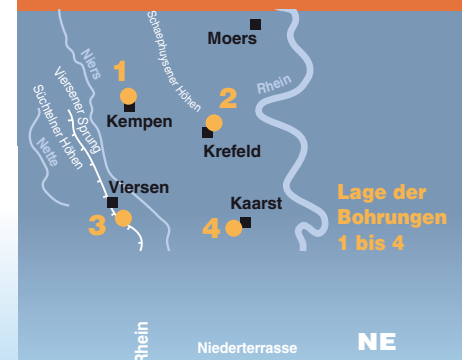 Moers
Schaephuysener Höhen
Niers
Rhein
1
2
Kempen
Krefeld
Viersener Sprung
Süchtelner Höhen
Nette
Viersen
Kaarst
3
4
Lage der
Bohrungen
1 bis 4
Rhein
Niederterrasse
NE